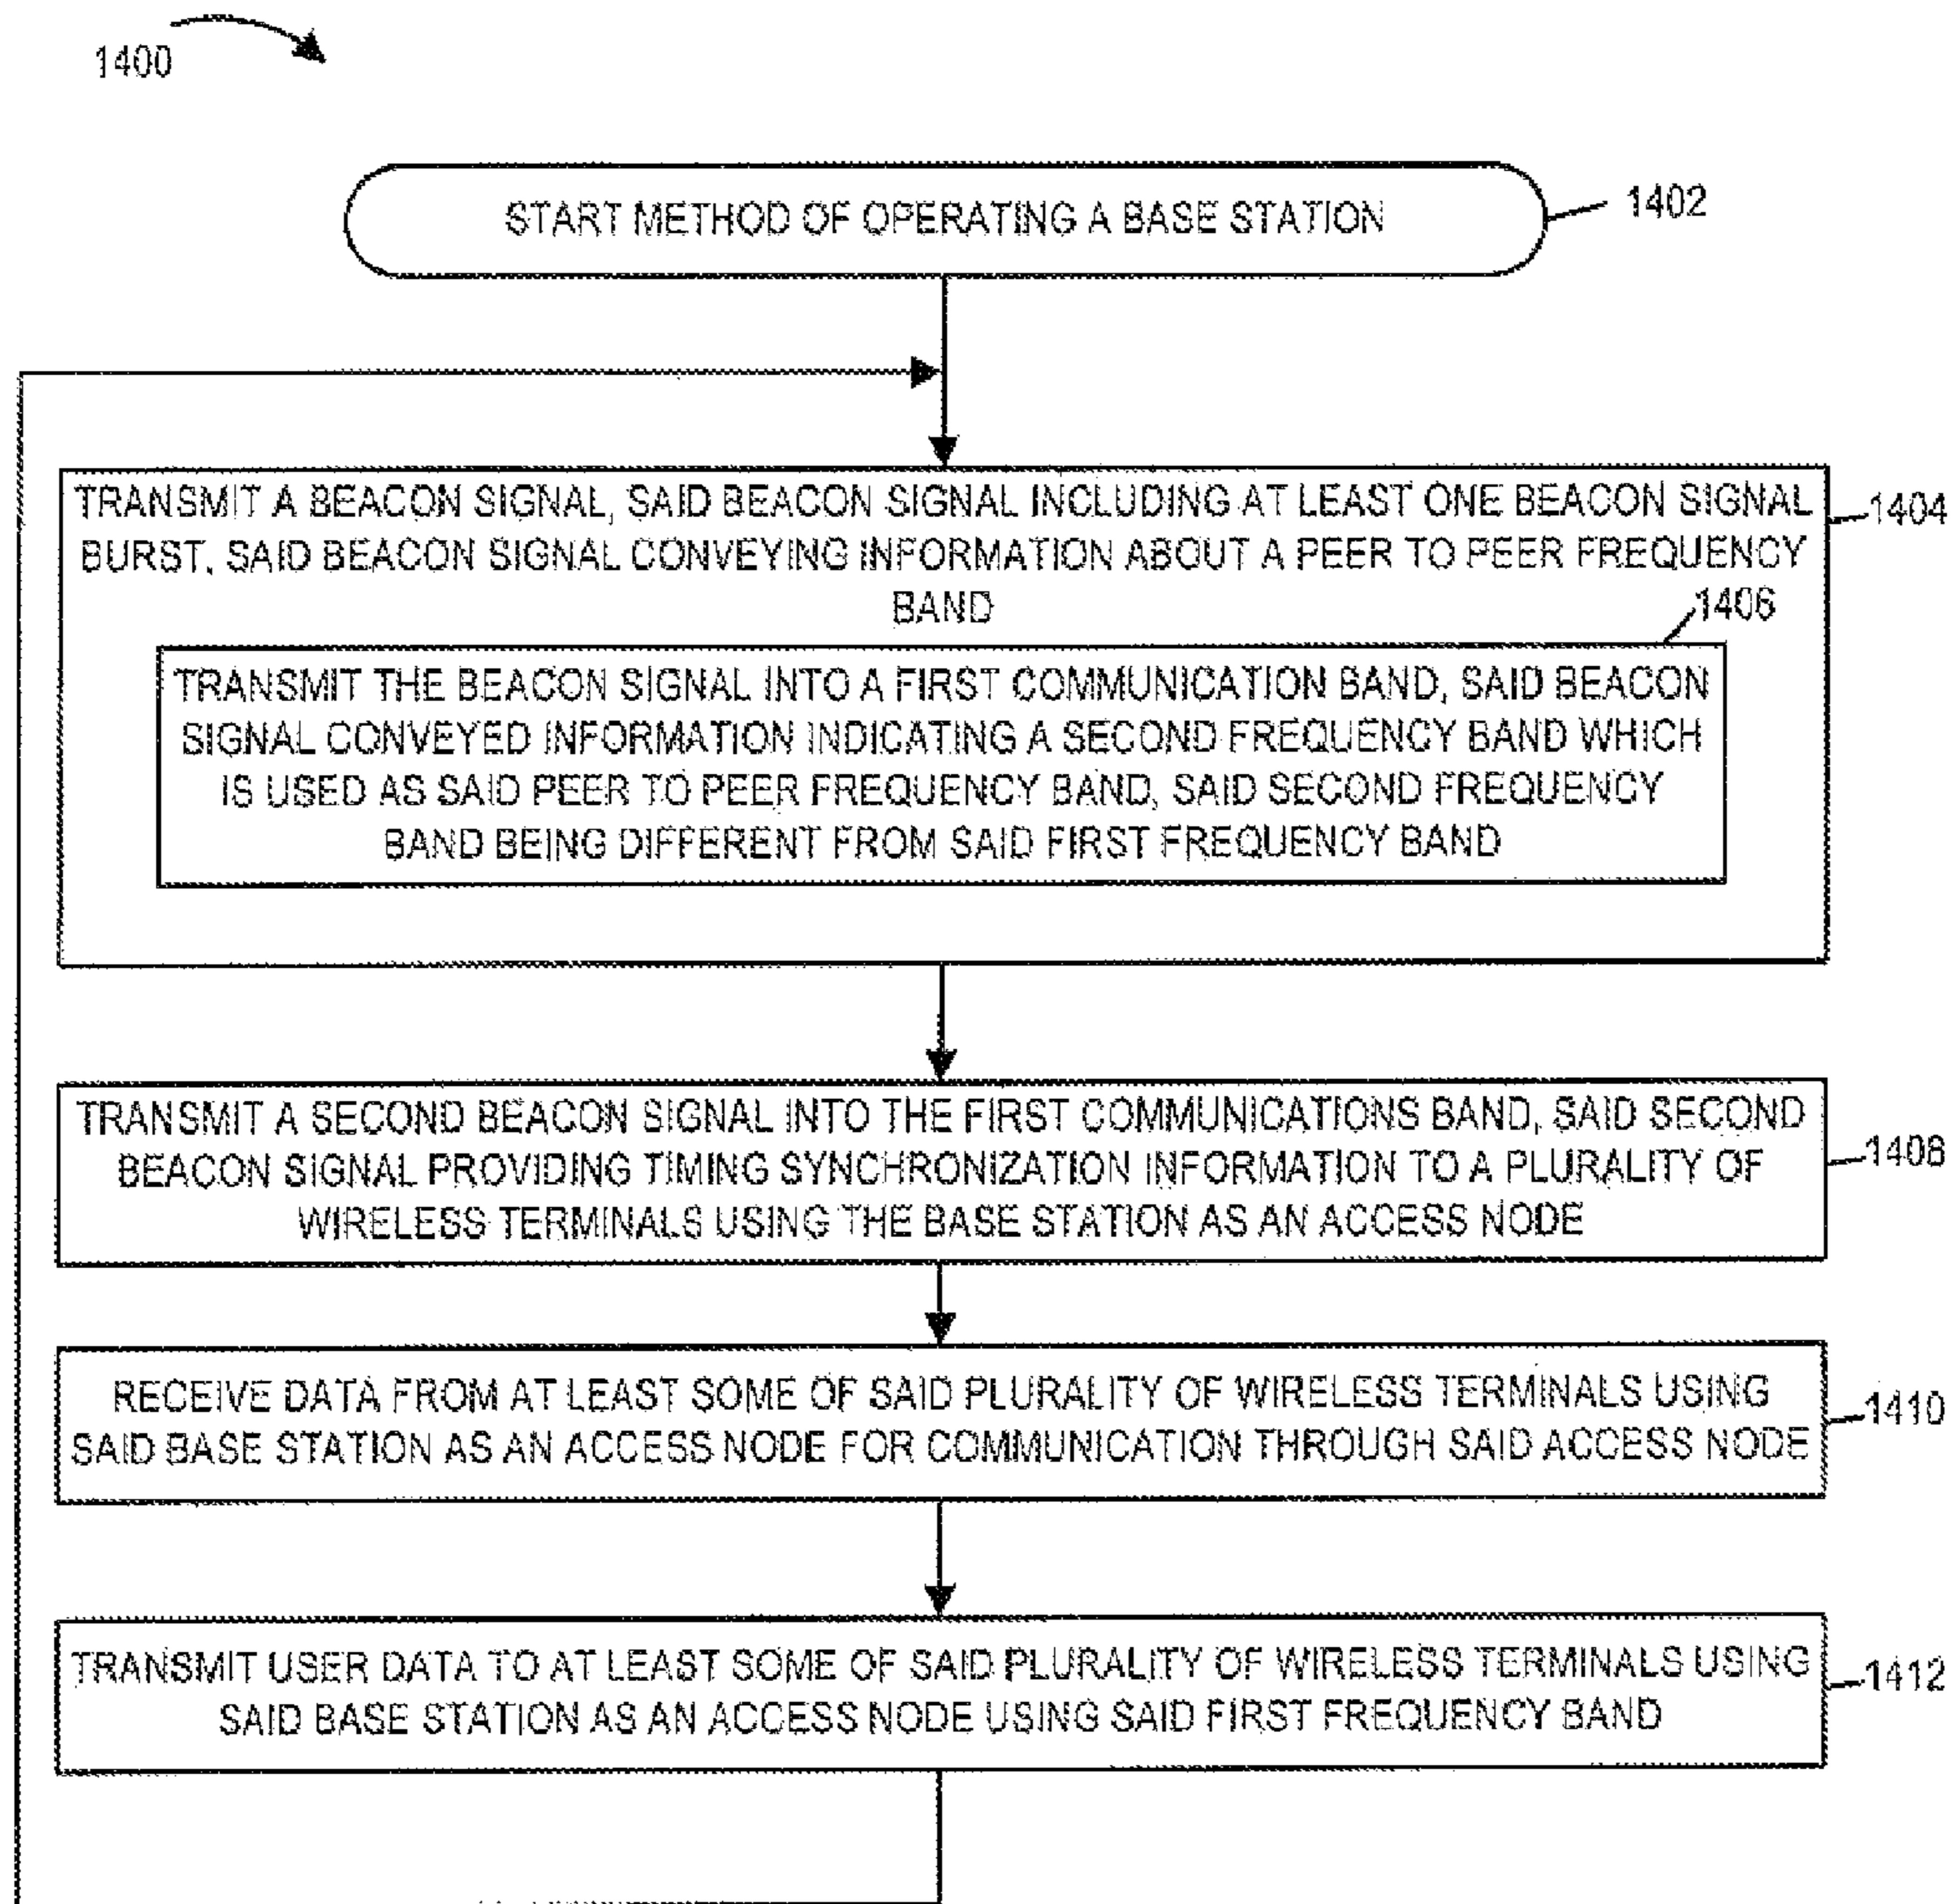 1400
START METHOD OF OPERATING A BASE STATION
1402
TRANSMIT A BEACON SIGNAL, SAID BEACON SIGNAL INCLUDING AT LEAST ONE BEACON SIGNAL
1404
BURST, SAID BEACON SIGNAL CONVEYING INFORMATION ABOUT A PEER TO PEER FREQUENCY
BAND
1406
TRANSMIT THE BEACON SIGNAL INTO A FIRST COMMUNICATION BAND, SAID BEACON
SIGNAL CONVEYED INFORMATION INDICATING A SECOND FREQUENCY BAND WHICH
IS USED AS SAID PEER TO PEER FREQUENCY BAND, SAID SECOND FREQUENCY
BAND BEING DIFFERENT FROM SAID FIRST FREQUENCY BAND
TRANSMIT A SECOND BEACON SIGNAL INTO THE FIRST COMMUNICATIONS BAND, SAID SECOND
BEACON SIGNAL PROVIDING TIMING SYNCHRONIZATION INFORMATION TO A PLURALITY OF
1408
WIRELESS TERMINALS USING THE BASE STATION AS AN ACCESS NODE
RECEIVE DATA FROM AT LEAST SOME OF SAID PLURALITY OF WIRELESS TERMINALS USING
1410
SAID BASE STATION AS AN ACCESS NODE FOR COMMUNICATION THROUGH SAID ACCESS NODE
TRANSMIT USER DATA TO AT LEAST SOME OF SAID PLURALITY OF WIRELESS TERMINALS USING
1412
SAID BASE STATION AS AN ACCESS NODE USING SAID FIRST FREQUENCY BAND